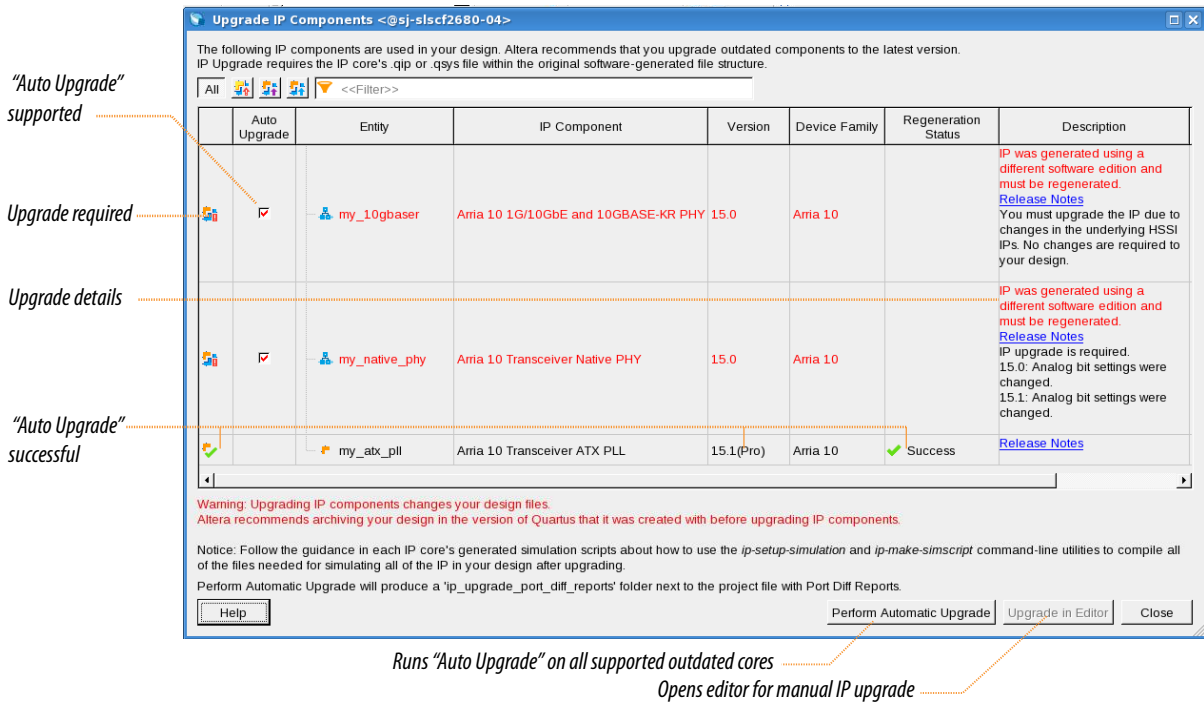 Upgrade IP Components <@sj-slscf2680-04>
The following IP components are used in your design. Altera recommends that you upgrade outdated components to the latest version.
IP Upgrade requires the IP core's .qip or .qsys file within the original software-generated file structure.
"Auto Upgrade"
supported
All
<<Filter>>
Auto
Upgrade
Entity
IP Component
Version
Device Family
Regeneration
Status
Description
Upgrade required
my_10gbaser
Arria 10 1G/10GbE and 10GBASE-KR PHY
15.0
Arria 10
IP was generated using a
different software edition and
must be regenerated.
Release Notes
You must upgrade the IP due to
changes in the underlying HSSI
IPs. No changes are required to
your design.
Upgrade details
my_native_phy
Arria 10 Transceiver Native PHY
15.0
Arria 10
IP was generated using a
different software edition and
must be regenerated.
Release Notes
IP upgrade is required.
15.0: Analog bit settings were
changed.
15.1: Analog bit settings were
changed.
"Auto Upgrade"
successful
my_atx_pll
Arria 10 Transceiver ATX PLL
15.1(Pro)
Arria 10
Success
Release Notes
Warning: Upgrading IP components changes your design files.
Altera recommends archiving your design in the version of Quartus that it was created with before upgrading IP components.
Notice: Follow the guidance in each IP core's generated simulation scripts about how to use the ip-setup-simulation and ip-make-simscript command-line utilities to compile all
of the files needed for simulating all of the IP in your design after upgrading.
Perform Automatic Upgrade will produce a 'ip_upgrade_port_diff_reports' folder next to the project file with Port Diff Reports.
Help
Perform Automatic Upgrade
Upgrade in Editor
Close
Runs "Auto Upgrade" on all supported outdated cores
Opens editor for manual IP upgrade